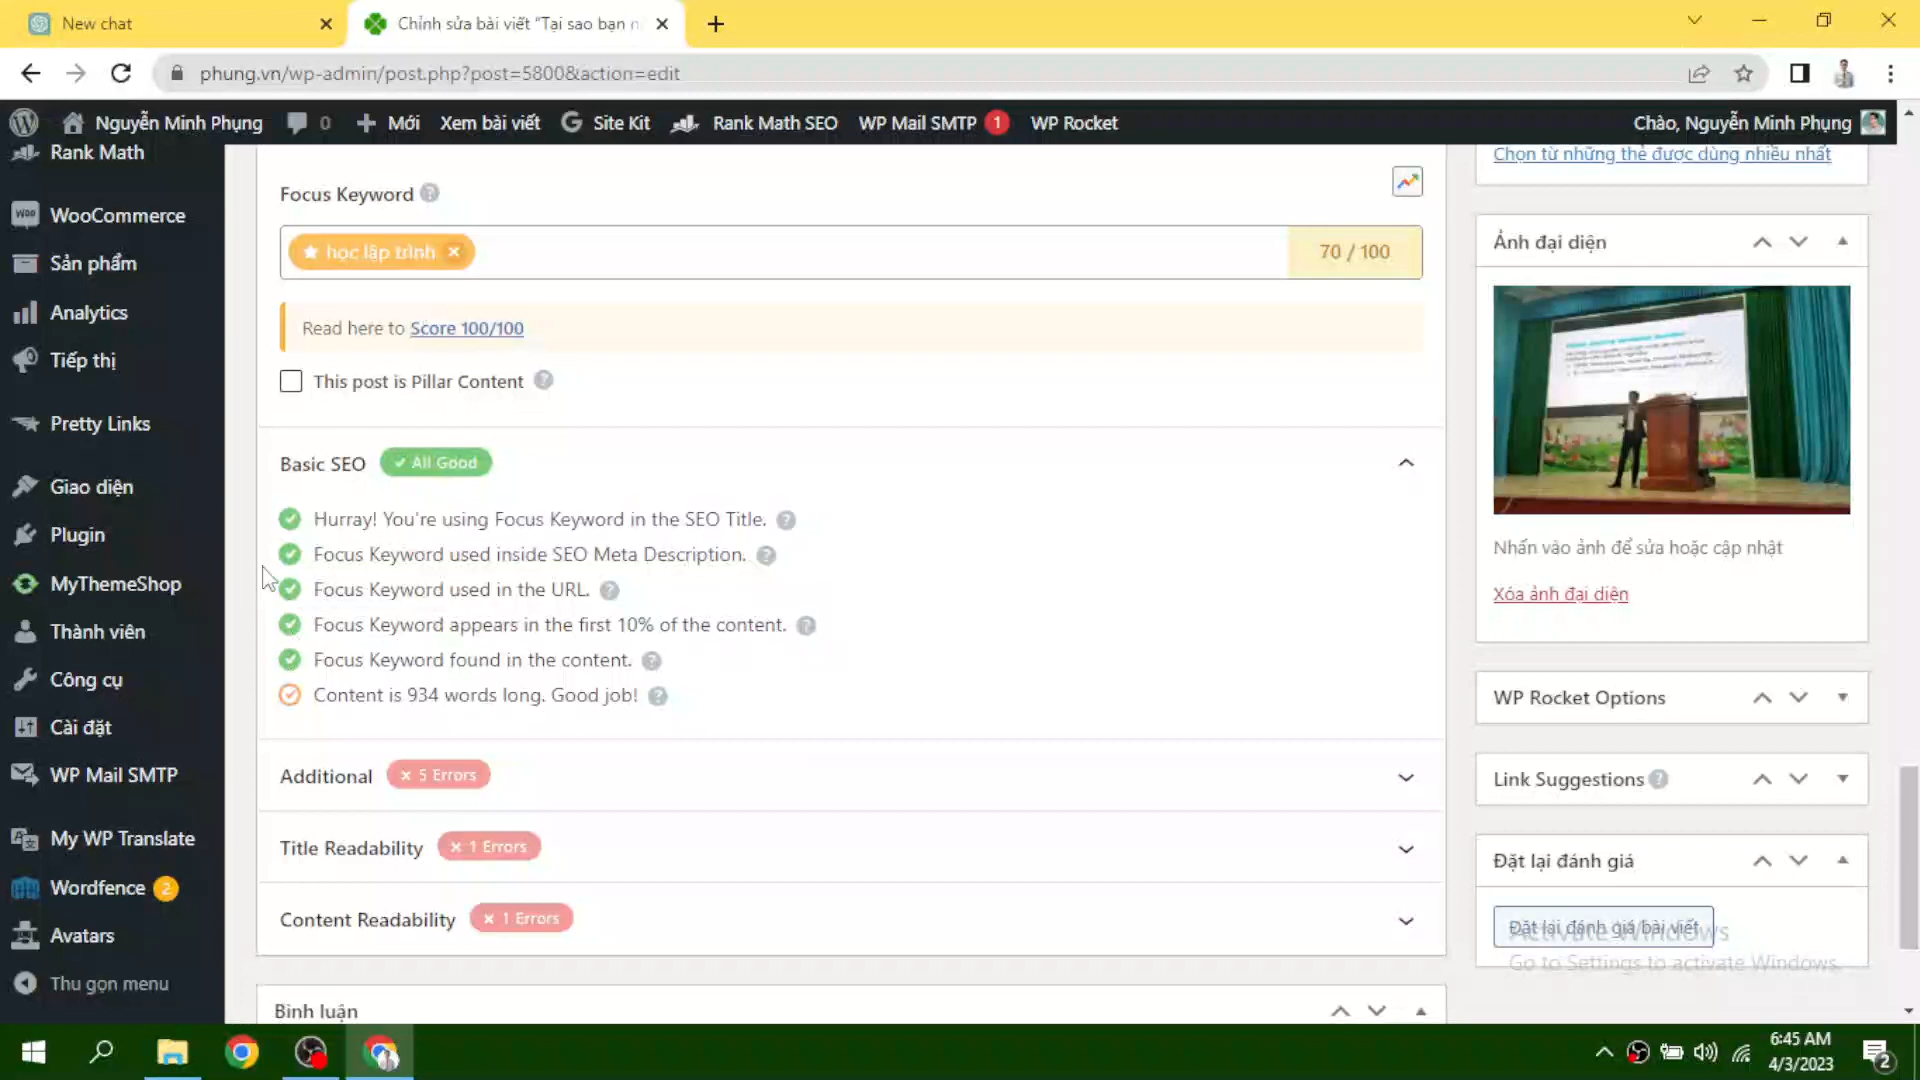 New chat
Chỉnh sửa bài viết "Tại sao bạn n
phung.vn/wp-admin/post.php?post=5800&action=edit
Nguyễn Minh Phụng
0
Mới
Xem bài viết
Site Kit
Rank Math SEO
WP Mail SMTP
1
WP Rocket
Chào, Nguyễn Minh Phụng
Rank Math
WooCommerce
Sản phẩm
Analytics
Tiếp thị
Pretty Links
Giao diện
Plugin
MyThemeShop
Thành viên
Công cụ
Cài đặt
WP Mail SMTP
My WP Translate
Wordfence 2
Avatars
Thu gọn menu
Focus Keyword
học lập trình
70 / 100
Read here to Score 100/100
This post is Pillar Content
Basic SEO
All Good
Hurray! You're using Focus Keyword in the SEO Title.
Focus Keyword used inside SEO Meta Description.
Focus Keyword used in the URL.
Focus Keyword appears in the first 10% of the content.
Focus Keyword found in the content.
Content is 934 words long. Good job!
Additional
5 Errors
Title Readability
1 Errors
Content Readability
1 Errors
Bình luận
Chọn từ những thẻ được dùng nhiều nhất
Ảnh đại diện
Nhấn vào ảnh để sửa hoặc cập nhật
Xóa ảnh đại diện
WP Rocket Options
Link Suggestions
Đặt lại đánh giá
Đặt lại đánh giá bài viết
Activate Windows
Go to Settings to activate Windows.
6:45 AM
4/3/2023
2